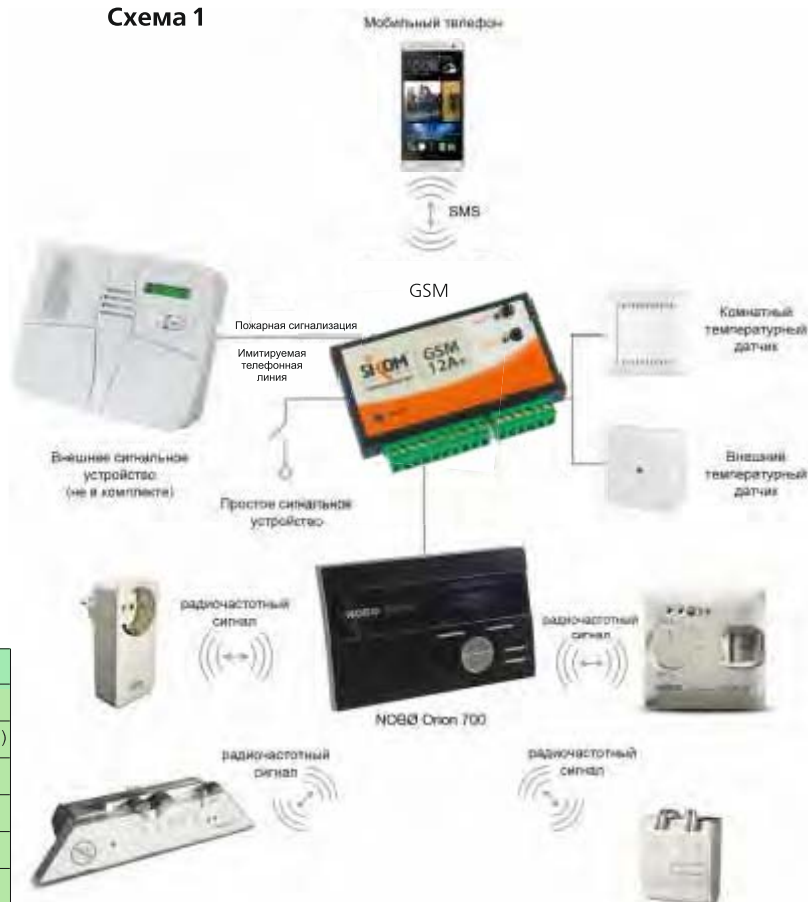 Схема 1
Мобильный телефон
SMS
GSM
Пожарная сигнализация
Имитируемая
телефонная
линия
SIKOM
GSM
12A+
Комнатный
температурный
датчик
Внешнее сигнальное
устройство
(не в комплекте)
Простое сигнальное
устройство
Внешний
температурный
датчик
радиочастотный
сигнал
NOBØ
радиочастотный
сигнал
NOBØ Orion 700
)
радиочастотный
сигнал
радиочастотный
сигнал